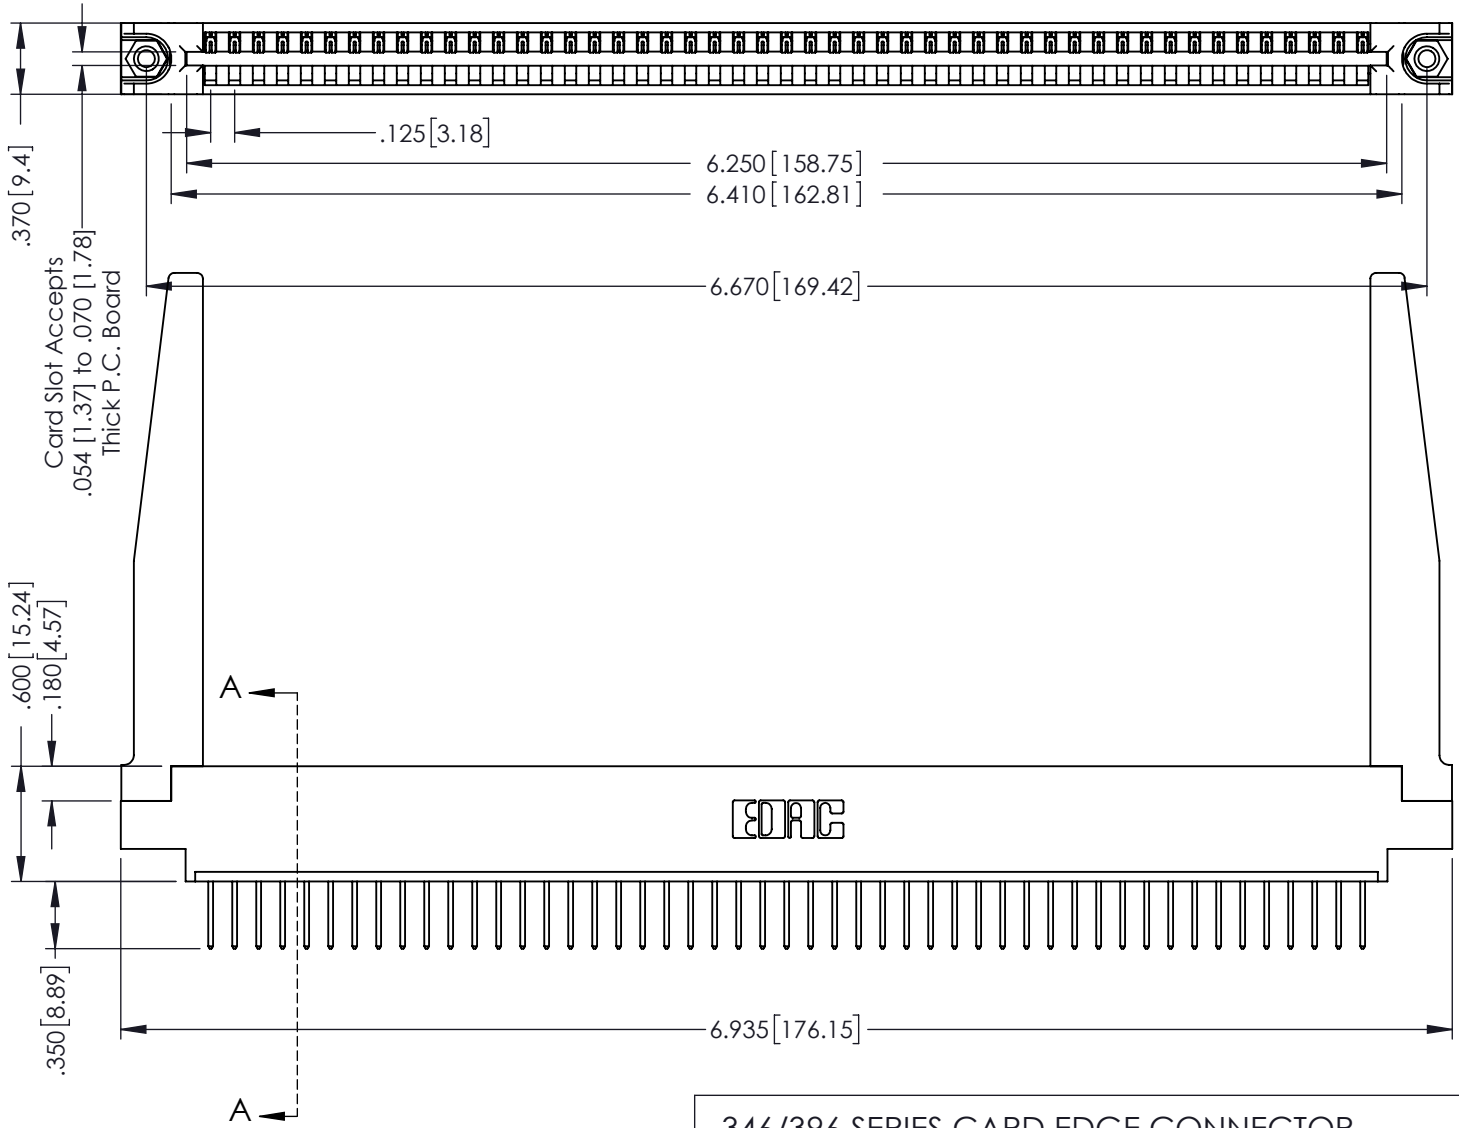 .125[3.18]
6.250[158.75]
6.410[162.81]
.370[9.4]
Card Slot Accepts
.054 [1.37] to .070 [1.78]
Thick P.C. Board
6.670[169.42]
.600[15.24]
.180[4.57]
A
EDAC
.350[8.89]
6.935[176.15]
A
346/396 SERIES CARD EDGE CONNECTOR